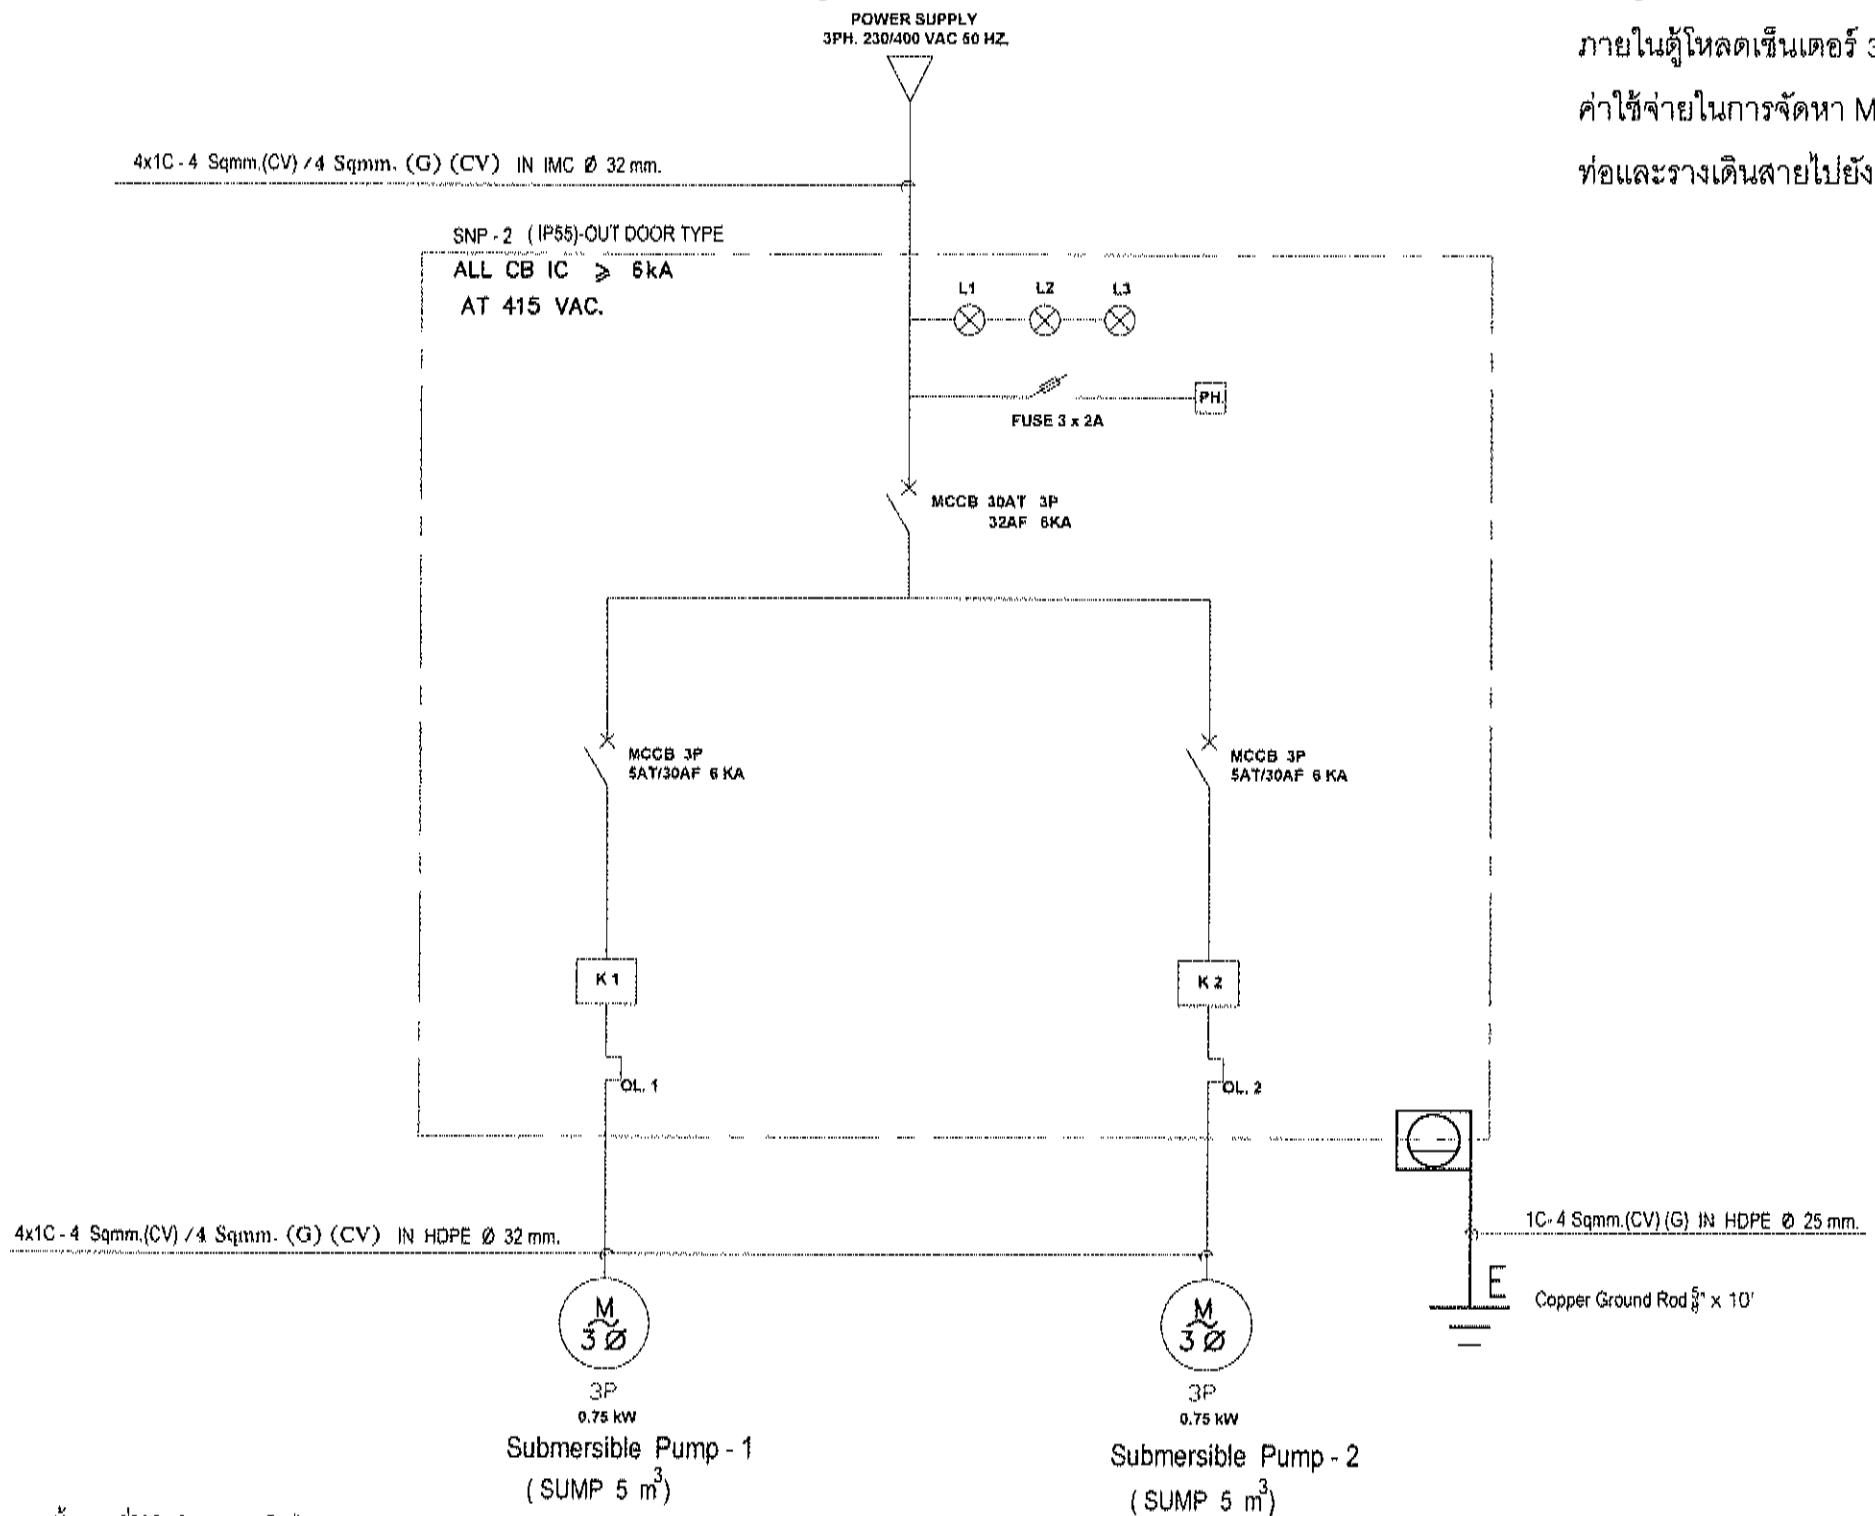 POWER SUPPLY
3PH. 230/400 VAC 50 HZ.
ภายในตู้โหลดเซ็นเตอร์ 3
ค่าใช้จ่ายในการจัดหา M
ท่อและรางเดินสายไปยัง
4x1C - 4 Sqmm.(CV) / 4 Sqmm. (G) (CV) IN IMC Ø 32 mm.
SNP - 2 ( IP55)-OUT DOOR TYPE
ALL CB IC ⩾ 6kA
AT 415 VAC.
L1 L2 L3
PH.
FUSE 3 x 2A
MCCB 30AT 3P
32AF 6KA
MCCB 3P
5AT/30AF 6 KA
MCCB 3P
5AT/30AF 6 KA
K 1
K 2
OL. 1
OL. 2
4x1C - 4 Sqmm.(CV) / 4 Sqmm. (G) (CV) IN HDPE Ø 32 mm.
1C- 4 Sqmm.(CV) (G) IN HDPE Ø 25 mm.
E
Copper Ground Rod 5/8" x 10'
M
3 Ø
M
3 Ø
3P
0.75 kW
3P
0.75 kW
Submersible Pump - 1
( SUMP 5 m³)
Submersible Pump - 2
( SUMP 5 m³)